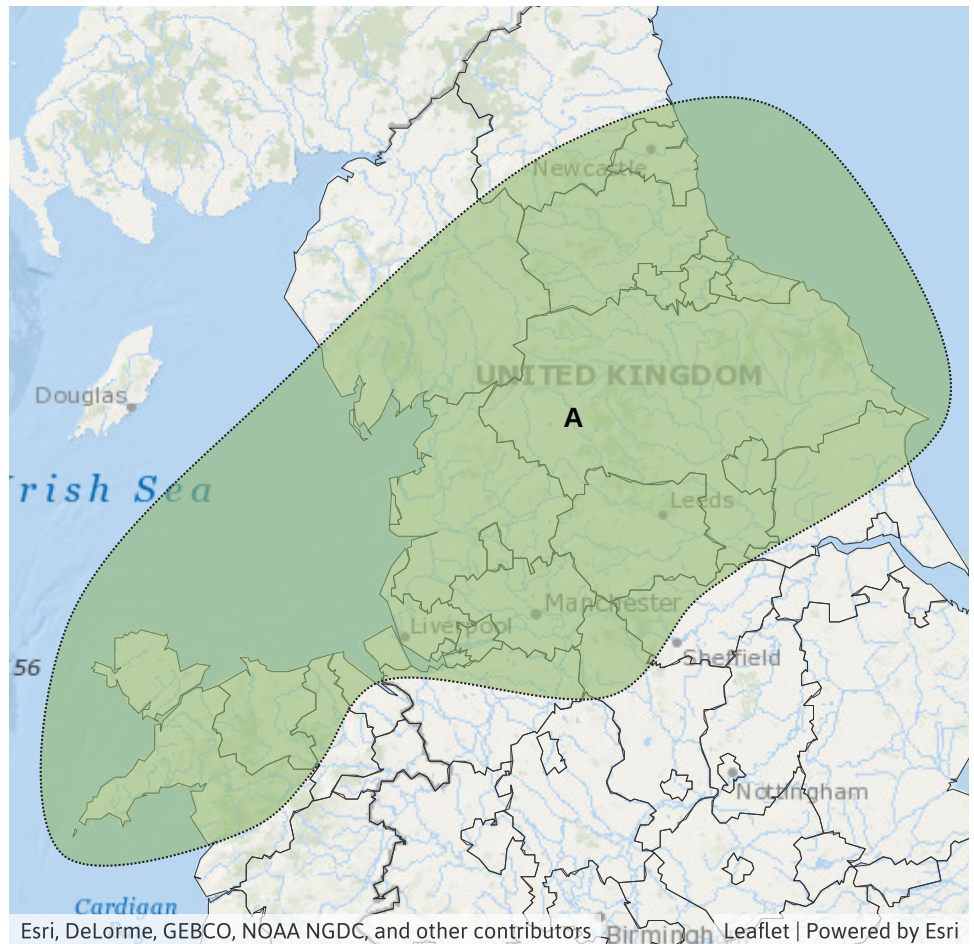 Newcastle
UNITED KINGDOM
Douglas
A
Irish Sea
Leeds
Manchester
Liverpool
56
Sheffield
Nottingham
Cardigan
Birmingh
Esri, DeLorme, GEBCO, NOAA NGDC, and other contributors
Leaflet | Powered by Esri